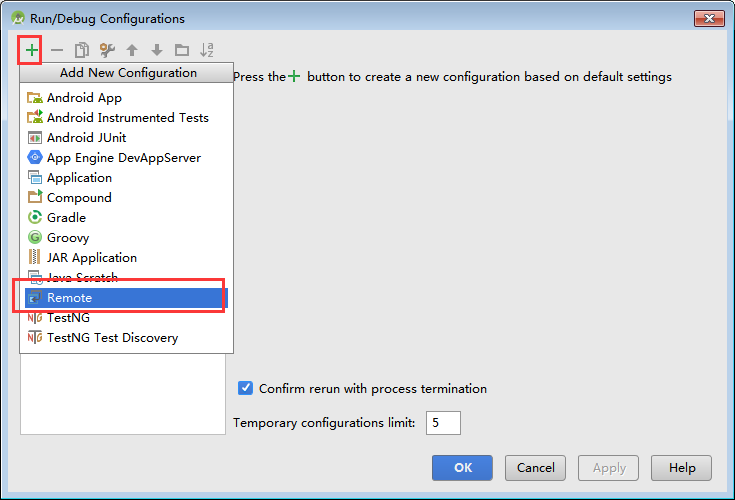 Run/Debug Configurations
Add New Configuration
Press the + button to create a new configuration based on default settings
Android App
Android Instrumented Tests
Android JUnit
App Engine DevAppServer
Application
Compound
Gradle
Groovy
JAR Application
Java Scratch
Remote
TestNG
TestNG Test Discovery
Confirm rerun with process termination
Temporary configurations limit: 5
OK Cancel Apply Help